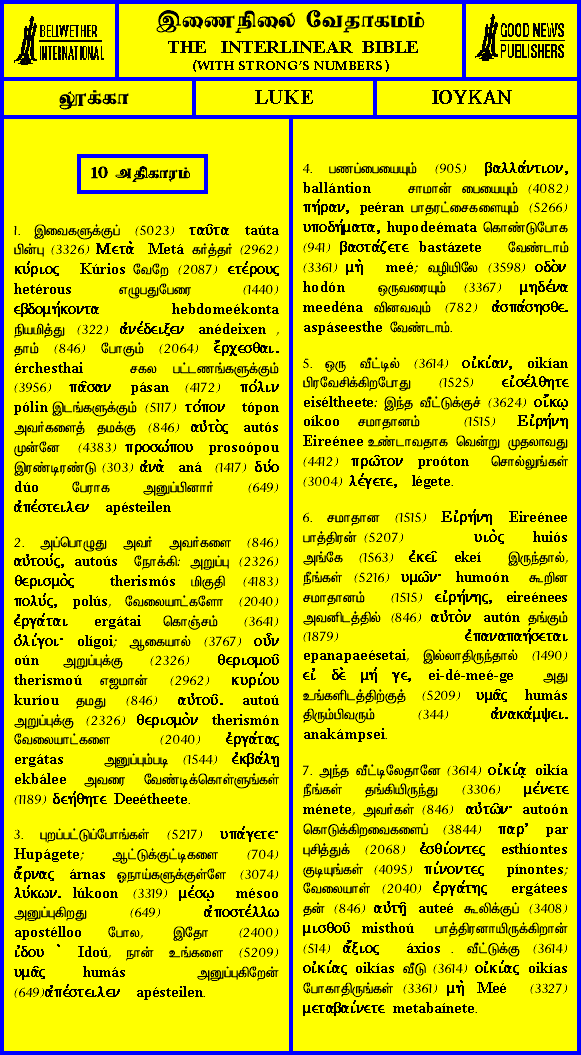 BELLWETHER
INTERNATIONAL
இணைநிலை வேதாகமம்
THE INTERLINEAR BIBLE
(WITH STRONG'S NUMBERS)
GOOD NEWS
PUBLISHERS
லூக்கா
LUKE
IOYKAN
10 அதிகாரம்
1. இவைகளுக்குப் (5023) ταῦτα taúta
பின்பு (3326) Μετὰ Metá கர்த்தர் (2962)
κύριος Kúrios வேறே (2087) ετέρους
hetérous எழுபதுபேரை (1440)
εβδομήκοντα hebdomeékonta
நியமித்து (322) ἀνέδειξεν anédeixen ,
தாம் (846) போகும் (2064) ἔρχεσθαι.
érchesthai சகல பட்டணங்களுக்கும்
(3956) πᾶσαν pásan (4172) πόλιν
pólin இடங்களுக்கும் (5117) τόπον tópon
அவர்களைத் தமக்கு (846) αὐτὸς autós
முன்னே (4383) προσώπου prosoópou
இரண்டிரண்டு (303) ἀνὰ aná (1417) δύο
dúo பேராக அனுப்பினார் (649)
ἀπέστειλεν apésteilen
2. அப்பொழுது அவர் அவர்களை (846)
αὐτούς, autoús நோக்கி: அறுப்பு (2326)
θερισμὸς therismós மிகுதி (4183)
πολύς, polús, வேலையாட்களோ (2040)
ἐργάται ergátai கொஞ்சம் (3641)
ὀλίγοι· olígoi; ஆகையால் (3767) οὖν
oún அறுப்புக்கு (2326) θερισμοῦ
therismoú எஜமான் (2962) κυρίου
kuríou தமது (846) αὐτοῦ. autoú
அறுப்புக்கு (2326) θερισμὸν therismón
வேலையாட்களை (2040) ἐργάτας
ergátas அனுப்பும்படி (1544) ἐκβάλῃ
ekbálee அவரை வேண்டிக்கொள்ளுங்கள்
(1189) δεήθητε Deeétheete.
3. புறப்பட்டுப்போங்கள் (5217) υπάγετε·
Hupágete; ஆட்டுக்குட்டிகளை (704)
ἄρνας árnas ஓநாய்களுக்குள்ளே (3074)
λύκων. lúkoon (3319) μέσῳ mésoo
அனுப்புகிறது (649) ἀποστέλλω
apostélloo போல, இதோ (2400)
ἰδου ` Idoú, நான் உங்களை (5209)
υμᾶς humás அனுப்புகிறேன்
(649)ἀπέστειλεν apésteilen.
4. பணப்பையையும் (905) βαλλάντιον,
ballántion சாமான் பையையும் (4082)
πήραν, peéran பாதரட்சைகளையும் (5266)
υποδήματα, hupodeémata கொண்டுபோக
(941) βαστάζετε bastázete வேண்டாம்
(3361) μὴ meé; வழியிலே (3598) οδὸν
hodón ஒருவரையும் (3367) μηδένα
meedéna வினவவும் (782) ἀσπάσησθε.
aspáseesthe வேண்டாம்.
5. ஒரு வீட்டில் (3614) οἰκίαν, oikían
பிரவேசிக்கிறபோது (1525) εἰσέλθητε
eiséltheete: இந்த வீட்டுக்குச் (3624) οἴκῳ
oíkoo சமாதானம் (1515) Εἰρήνη
Eireénee உண்டாவதாக வென்று முதலாவது
(4412) πρῶτον proóton சொல்லுங்கள்
(3004) λέγετε, légete.
6. சமாதான (1515) Εἰρήνη Eireénee
பாத்திரன் (5207) υιὸς huiós
அங்கே (1563) ἐκεῖ ekeí இருந்தால்,
நீங்கள் (5216) υμῶν· humoón கூறின
சமாதானம் (1515) εἰρήνης, eireénees
அவனிடத்தில் (846) αὐτὸν autón தங்கும்
(1879) ἐπαναπαήσεται
epanapaeésetai, இல்லாதிருந்தால் (1490)
εἰ δὲ μή γε, ei-dé-meé-ge அது
உங்களிடத்திற்குத் (5209) υμᾶς humás
திரும்பிவரும் (344) ἀνακάμψει.
anakámpsei.
7. அந்த வீட்டிலேதானே (3614) οἰκίᾳ oikía
நீங்கள் தங்கியிருந்து (3306) μένετε
ménete, அவர்கள் (846) αὐτῶν· autoón
கொடுக்கிறவைகளைப் (3844) παρ' par
புசித்துக் (2068) ἐσθίοντες esthíontes
குடியுங்கள் (4095) πίνοντες pínontes;
வேலையாள் (2040) ἐργάτης ergátees
தன் (846) αὐτῇ auteé கூலிக்குப் (3408)
μισθοῦ misthoú பாத்திரனாயிருக்கிறான்
(514) ἄξιος áxios . வீட்டுக்கு (3614)
οἰκίας oikías வீடு (3614) οἰκίας oikías
போகாதிருங்கள் (3361) μὴ Meé (3327)
μεταβαίνετε metabaínete.